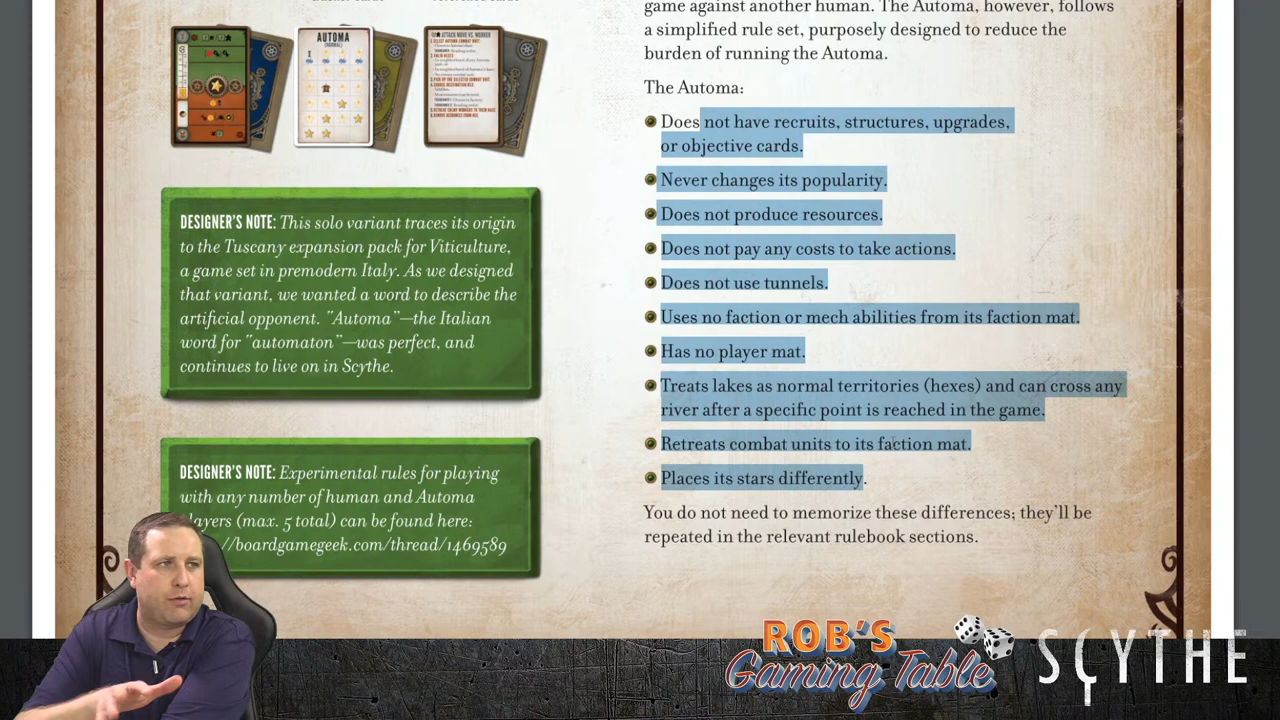 AUTOMA
ATTACK MOVE VS. WORKER
DESIGNER'S NOTE: This solo variant traces its origin
to the Tuscany expansion pack for Viticulture,
a game set in premodern Italy. As we designed
that variant, we wanted a word to describe the
artificial opponent. "Automa"—the Italian
word for "automaton"—was perfect, and
continues to live on in Scythe.
DESIGNER'S NOTE: Experimental rules for playing
with any number of human and Automa
players (max. 5 total) can be found here:
//boardgamegeek.com/thread/1469589
game against another human. The Automa, however, follows
a simplified rule set, purposely designed to reduce the
burden of running the Automa.
The Automa:
Does not have recruits, structures, upgrades,
or objective cards.
Never changes its popularity.
Does not produce resources.
Does not pay any costs to take actions.
Does not use tunnels.
Uses no faction or mech abilities from its faction mat.
Has no player mat.
Treats lakes as normal territories (hexes) and can cross any
river after a specific point is reached in the game.
Retreats combat units to its faction mat.
Places its stars differently.
You do not need to memorize these differences; they'll be
repeated in the relevant rulebook sections.
ROB'S
Gaming Table
SCYTHE